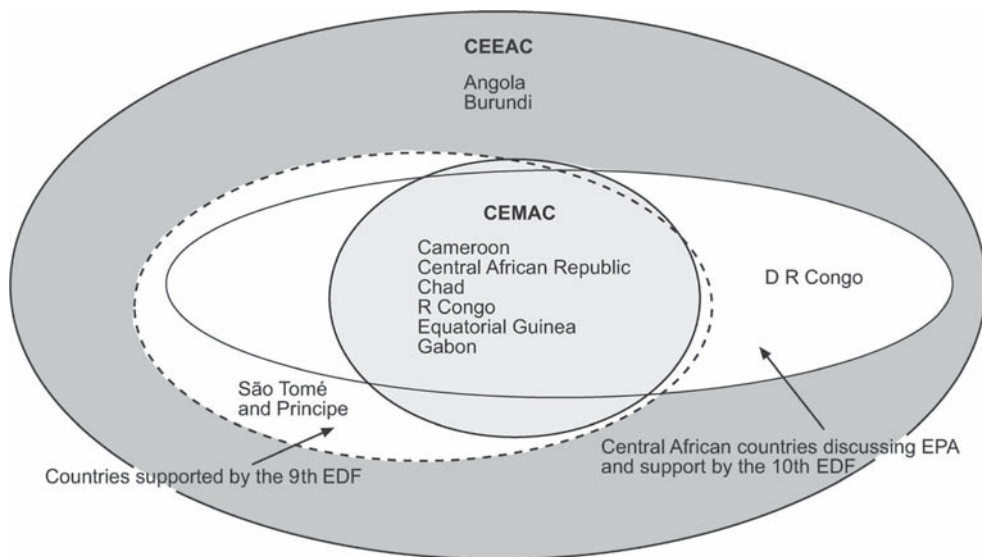 CEEAC
Angola
Burundi
CEMAC
Cameroon
Central African Republic
Chad
R Congo
Equatorial Guinea
Gabon
D R Congo
São Tomé
and Principe
Countries supported by the 9th EDF
Central African countries discussing EPA
and support by the 10th EDF